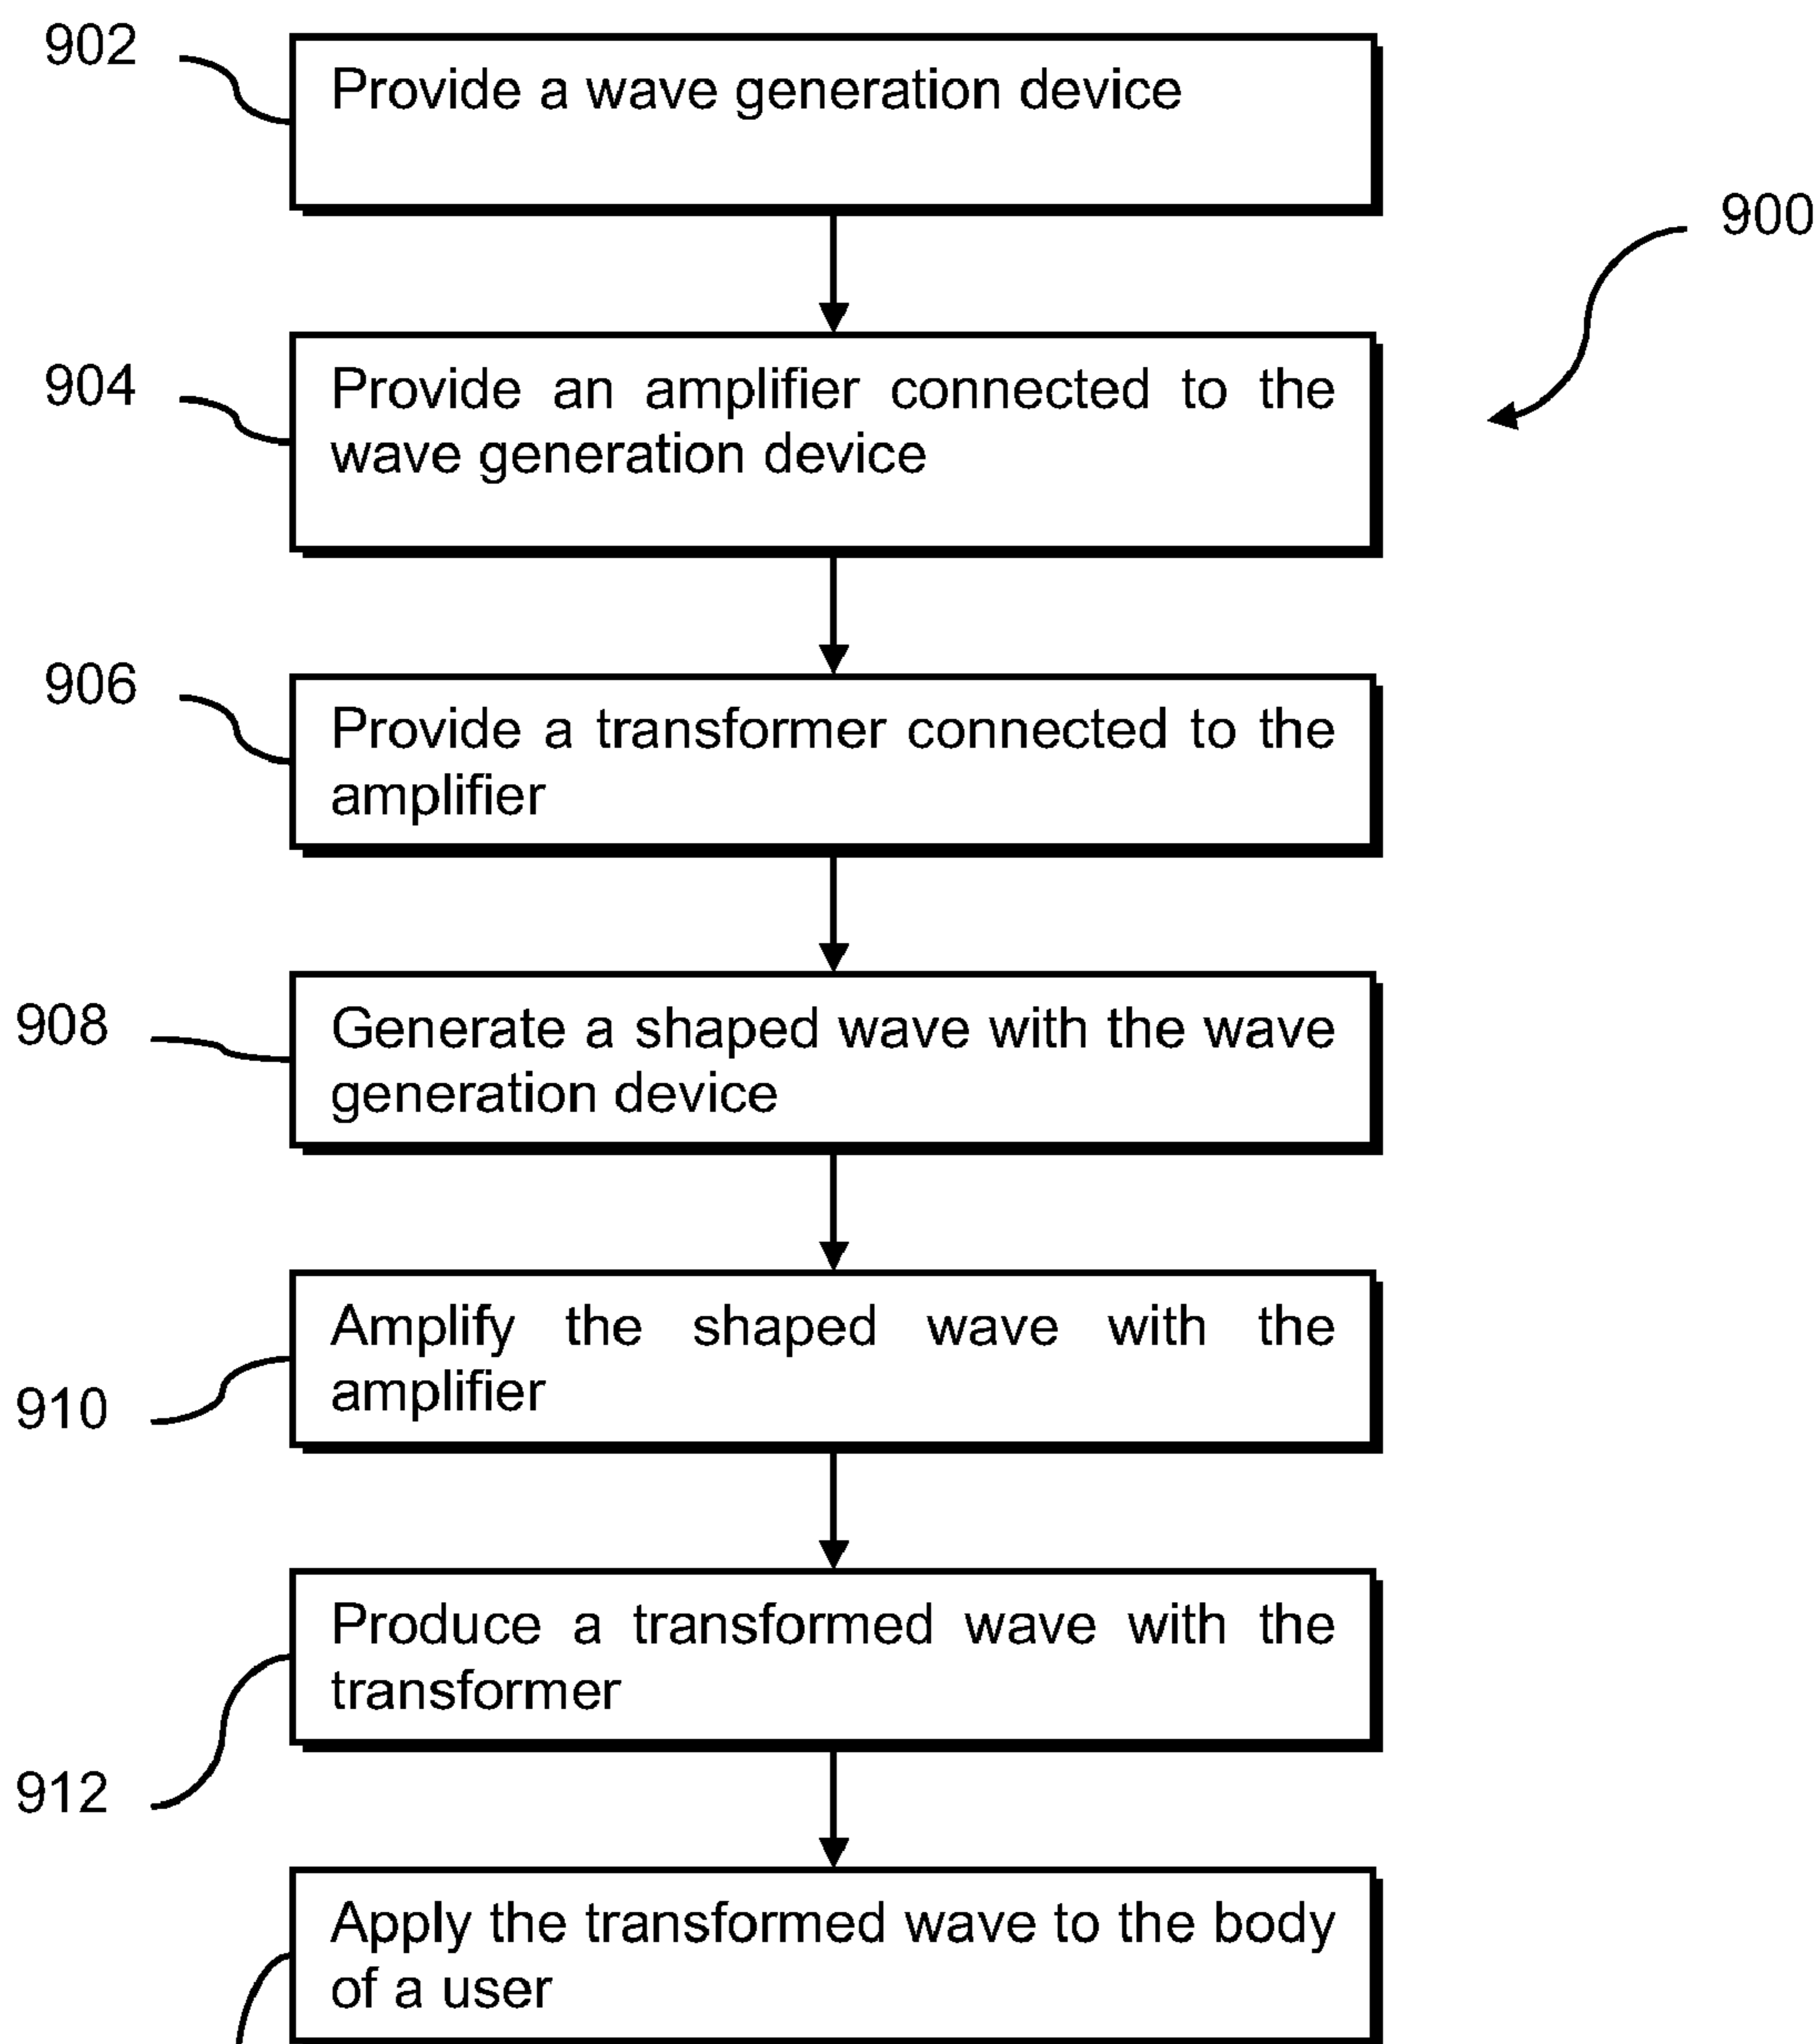 902
Provide a wave generation device
900
904
Provide an amplifier connected to the
wave generation device
906
Provide a transformer connected to the
amplifier
908
Generate a shaped wave with the wave
generation device
910
Amplify the shaped wave with the
amplifier
912
Produce a transformed wave with the
transformer
Apply the transformed wave to the body
of a user